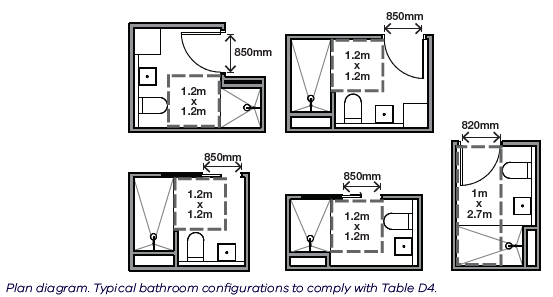 850mm
1.2m
x
1.2m
850mm
1.2m
x
1.2m
820mm
1m
x
2.7m
850mm
1.2m
x
1.2m
850mm
1.2m
x
1.2m
Plan diagram. Typical bathroom configurations to comply with Table D4.